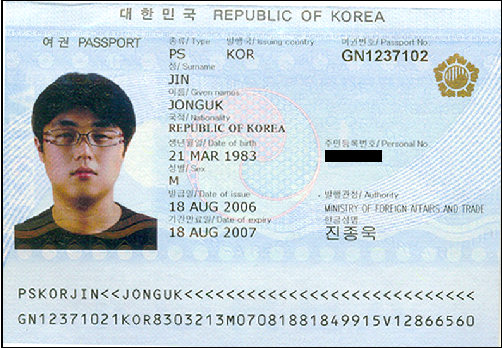 대한민국 REPUBLIC OF KOREA
여권 PASSPORT
종류/ Type 발행국/ Issuing country 여권번호/ Passport No.
PS KOR GN1237102
성/ Surname
JIN
이름/ Given names
JONGUK
국적/ Nationality
REPUBLIC OF KOREA
생년월일/ Date of birth 주민등록번호/ Personal No.
21 MAR 1983
성별/ Sex
M
발급일/ Date of issue 발행관청/ Authority
18 AUG 2006 MINISTRY OF FOREIGN AFFAIRS AND TRADE
기간만료일/ Date of expiry 한글성명
18 AUG 2007 진종욱
PSKORJIN<<JONGUK<<<<<<<<<<<<<<<<<<<<<<<<<<<<
GN12371021KOR8303213M07081881849915V12866560